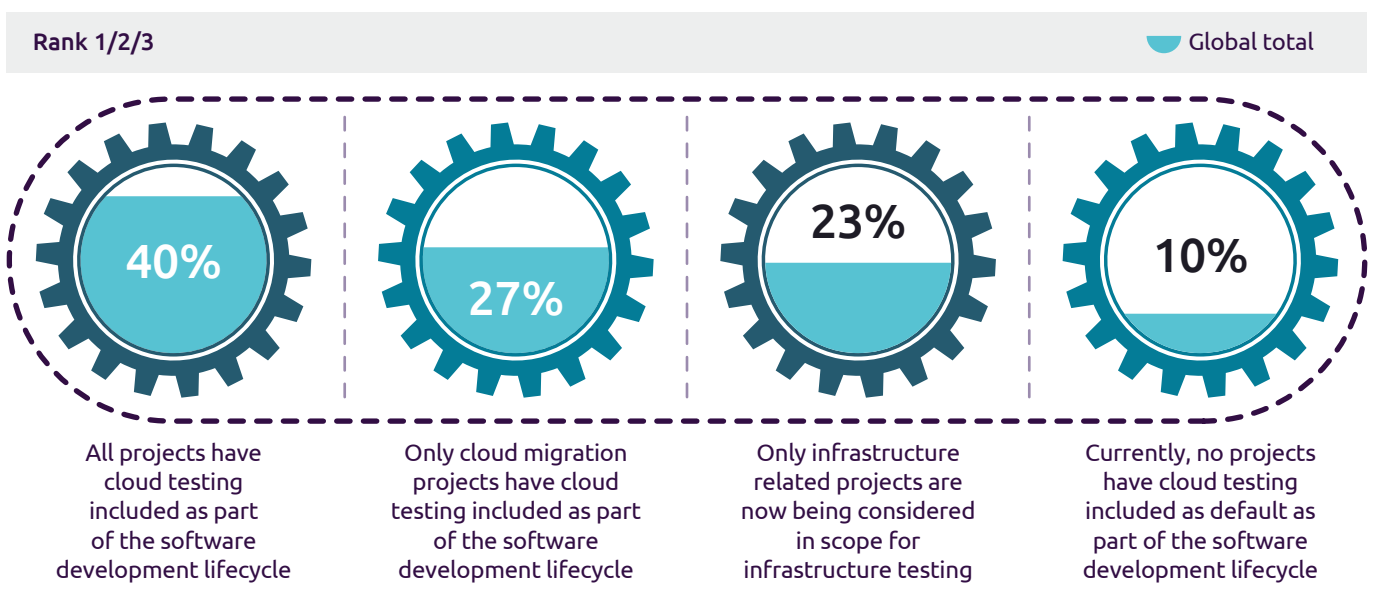 Rank 1/2/3
Global total
40%
27%
23%
10%
All projects have
cloud testing
included as part
of the software
development lifecycle
Only cloud migration
projects have cloud
testing included as part
of the software
development lifecycle
Only infrastructure
related projects are
now being considered
in scope for
infrastructure testing
Currently, no projects
have cloud testing
included as default as
part of the software
development lifecycle